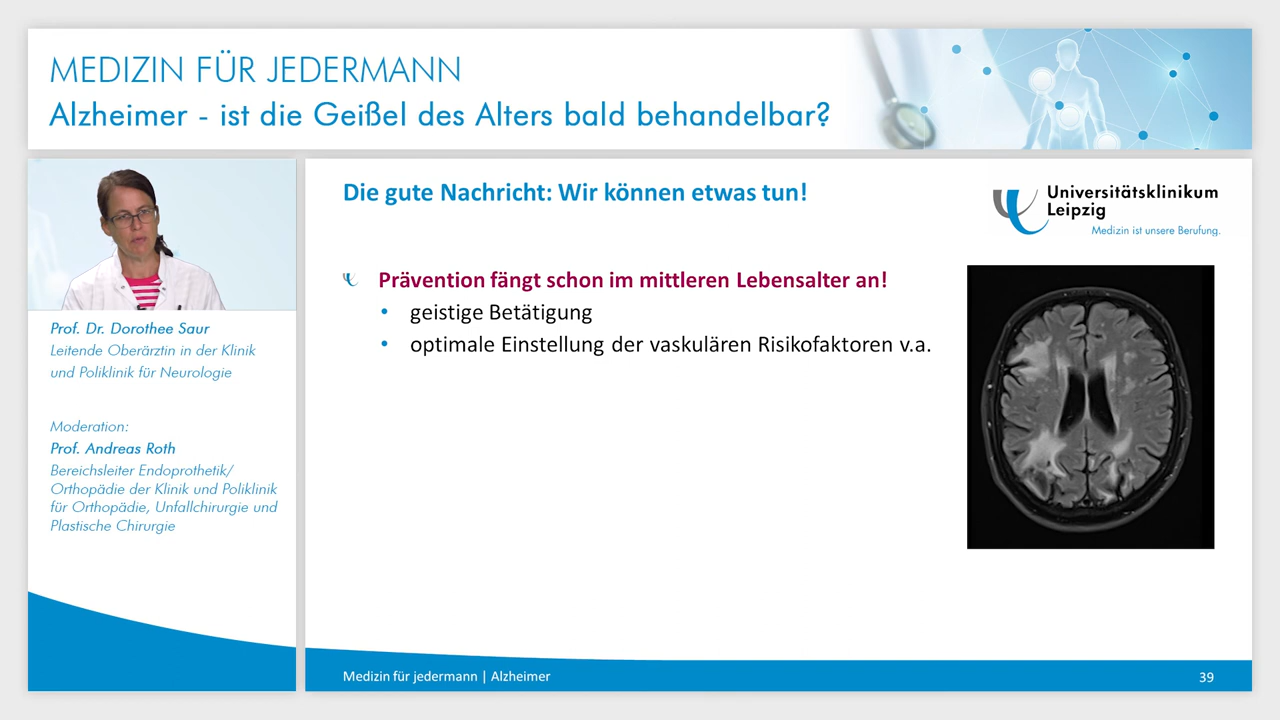 MEDIZIN FÜR JEDERMANN
Alzheimer - ist die Geißel des Alters bald behandelbar?
Prof. Dr. Dorothee Saur
Leitende Oberärztin in der Klinik
und Poliklinik für Neurologie
Moderation:
Prof. Andreas Roth
Bereichsleiter Endoprothetik/
Orthopädie der Klinik und Poliklinik
für Orthopädie, Unfallchirurgie und
Plastische Chirurgie
Die gute Nachricht: Wir können etwas tun!
Universitätsklinikum
Leipzig
Medizin ist unsere Berufung.
Prävention fängt schon im mittleren Lebensalter an!
• geistige Betätigung
• optimale Einstellung der vaskulären Risikofaktoren v.a.
Medizin für jedermann | Alzheimer
39